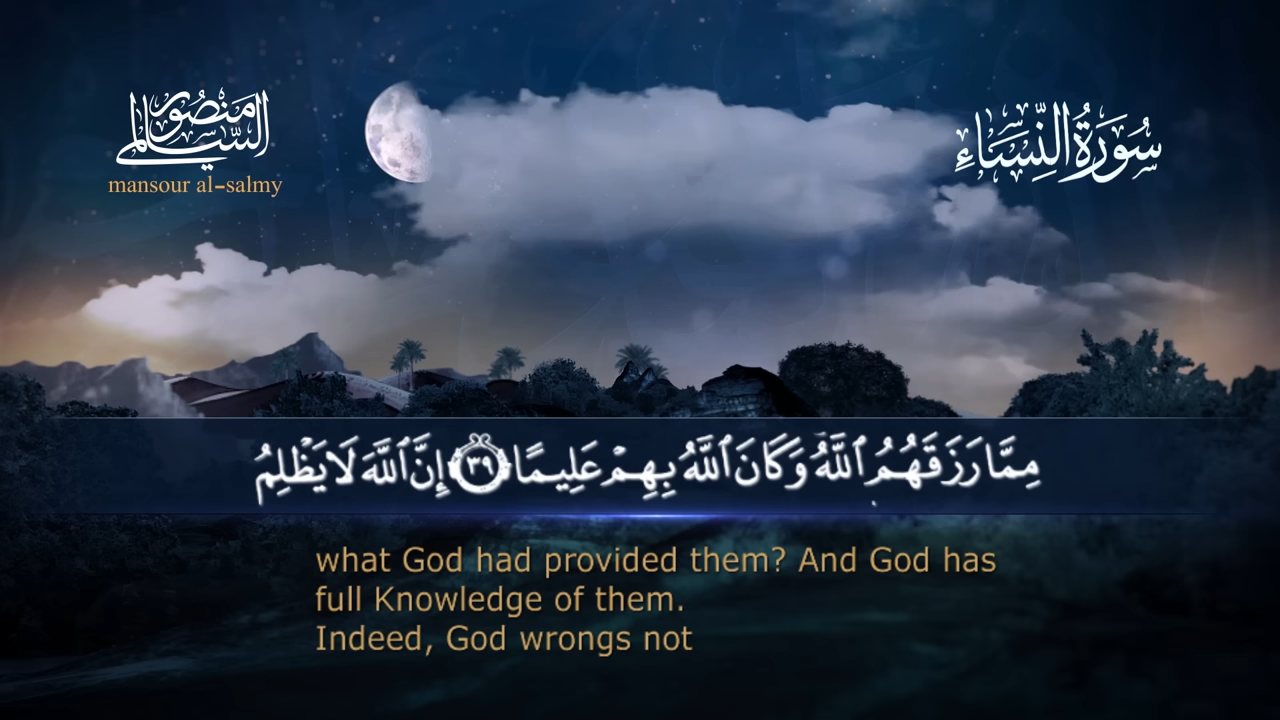 منصور السالمي
mansour al-salmy
سُورَةُ النِّسَاءِ
مِمَّا رَزَقَهُمُ ٱللَّهُ وَكَانَ ٱللَّهُ بِهِمْ عَلِيمًا ٣٩ إِنَّ ٱللَّهَ لَا يَظْلِمُ
what God had provided them? And God has
full Knowledge of them.
Indeed, God wrongs not